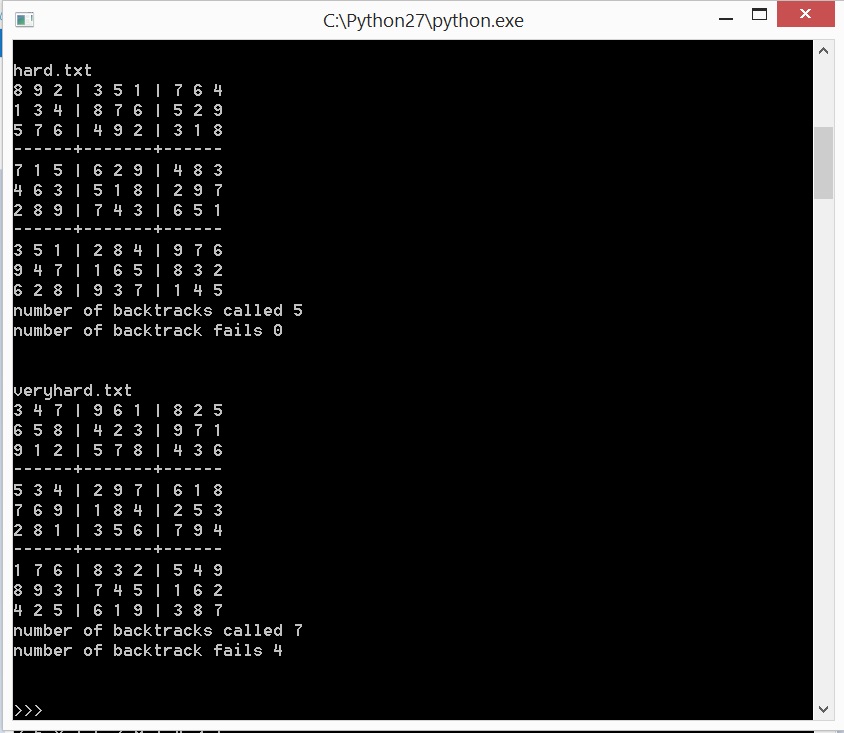 C:\Python27\python.exe
hard.txt
8 9 2 | 3 5 1 | 7 6 4
1 3 4 | 8 7 6 | 5 2 9
5 7 6 | 4 9 2 | 3 1 8
------+-------+------
7 1 5 | 6 2 9 | 4 8 3
4 6 3 | 5 1 8 | 2 9 7
2 8 9 | 7 4 3 | 6 5 1
------+-------+------
3 5 1 | 2 8 4 | 9 7 6
9 4 7 | 1 6 5 | 8 3 2
6 2 8 | 9 3 7 | 1 4 5
number of backtracks called 5
number of backtrack fails 0
veryhard.txt
3 4 7 | 9 6 1 | 8 2 5
6 5 8 | 4 2 3 | 9 7 1
9 1 2 | 5 7 8 | 4 3 6
------+-------+------
5 3 4 | 2 9 7 | 6 1 8
7 6 9 | 1 8 4 | 2 5 3
2 8 1 | 3 5 6 | 7 9 4
------+-------+------
1 7 6 | 8 3 2 | 5 4 9
8 9 3 | 7 4 5 | 1 6 2
4 2 5 | 6 1 9 | 3 8 7
number of backtracks called 7
number of backtrack fails 4
>>>